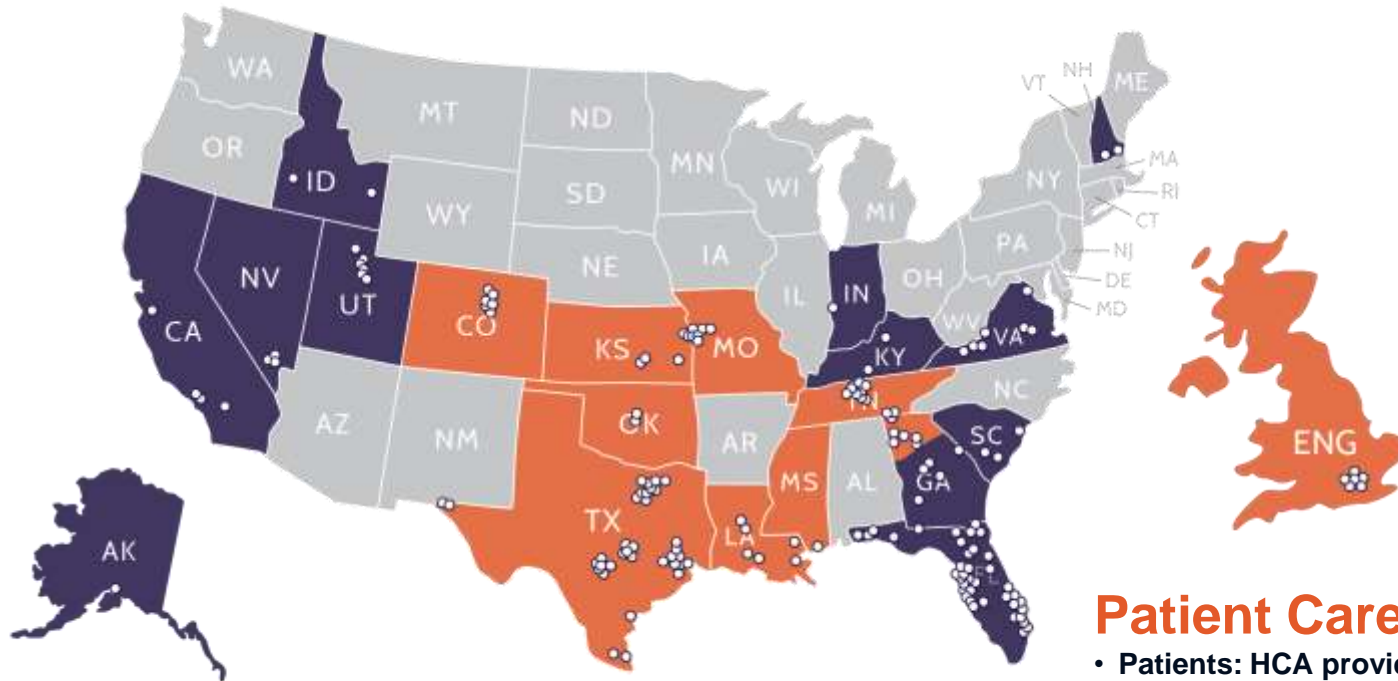 WA
MT
ND
MN
VT
NH
ME
OR
ID
SD
WI
MI
NY
MA
RI
CT
WY
NE
IA
PA
NJ
DE
MD
NV
UT
CO
KS
MO
IL
IN
OH
WV
VA
KY
CA
AZ
NM
OK
AR
TN
NC
SC
ENG
TX
LA
MS
AL
GA
FL
AK
Patient Care
• Patients: HCA provi